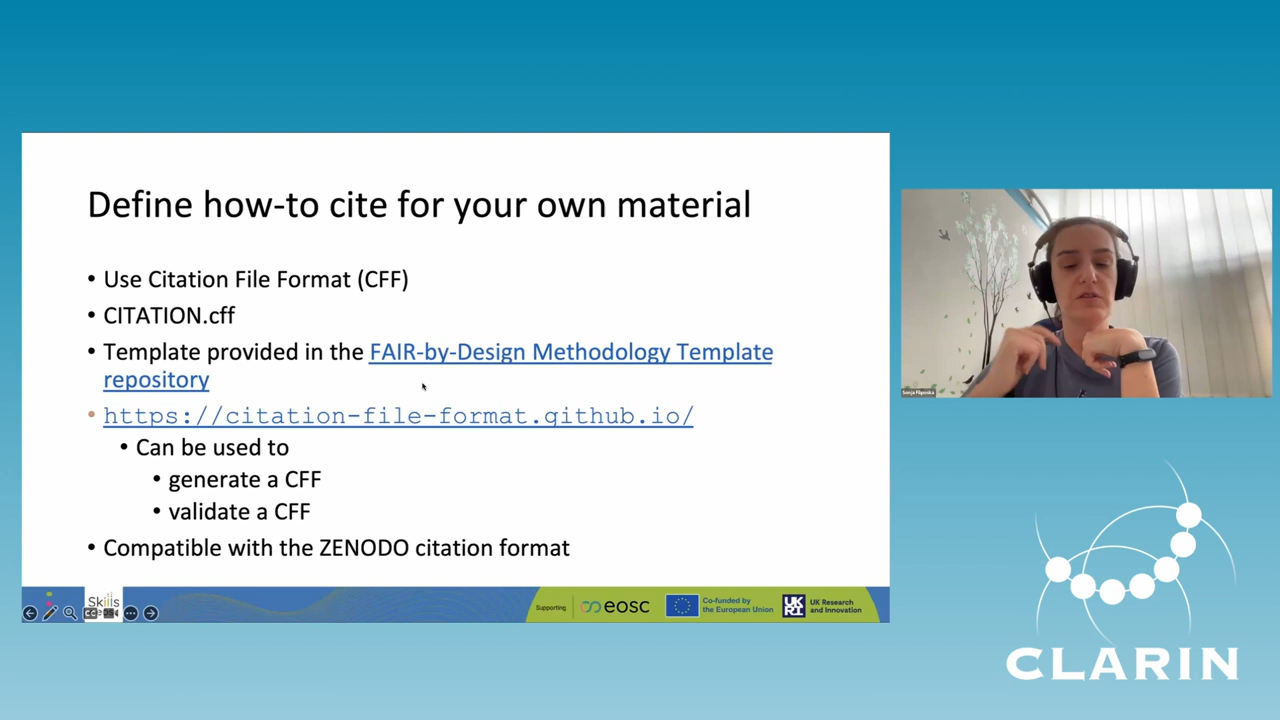 Define how-to cite for your own material
• Use Citation File Format (CFF)
• CITATION.cff
• Template provided in the FAIR-by-Design Methodology Template
repository
• https://citation-file-format.github.io/
• Can be used to
• generate a CFF
• validate a CFF
• Compatible with the ZENODO citation format
Skills
Supporting
eosc
Co-funded by
the European Union
UK Research
and Innovation
Sonja Filiposka
CLARIN